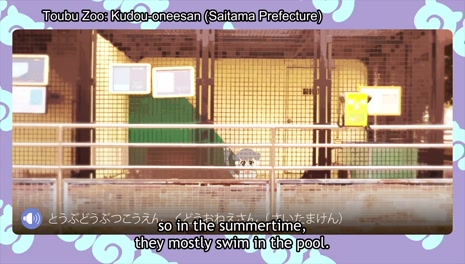 Toubu Zoo: Kudou-oneesan (Saitama Prefecture)
とうぶどうぶつこうえん くどうおねえさん（さいたまけん）
so in the summertime,
they mostly swim in the pool.